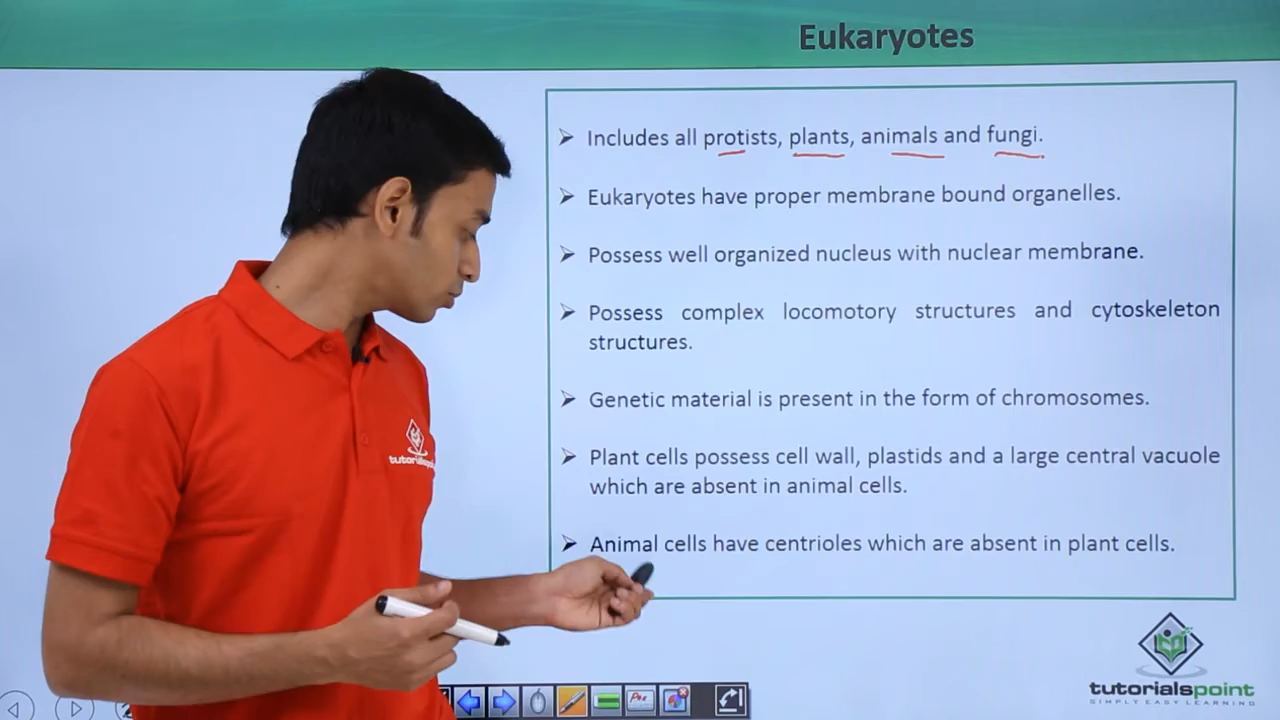 Eukaryotes
Includes all protists, plants, animals and fungi.
Eukaryotes have proper membrane bound organelles.
Possess well organized nucleus with nuclear membrane.
Possess complex locomotory structures and cytoskeleton
structures.
Genetic material is present in the form of chromosomes.
Plant cells possess cell wall, plastids and a large central vacuole
which are absent in animal cells.
Animal cells have centrioles which are absent in plant cells.
tutorialspoint
tutorialspoint
SIMPLY EASY LEARNING